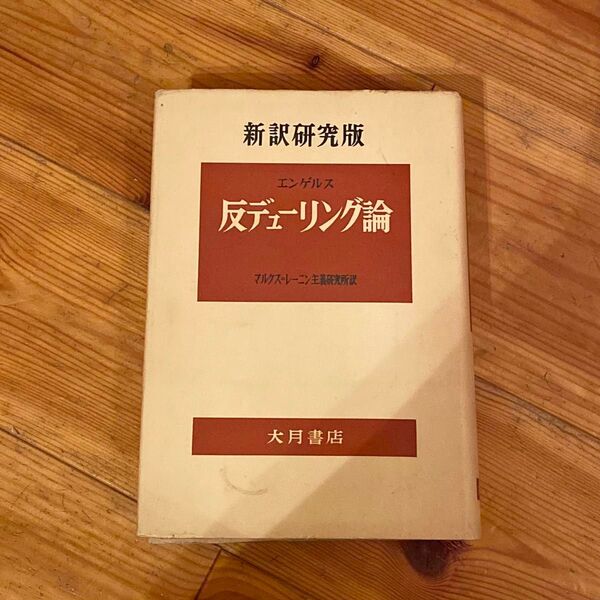 新訳研究版
エンゲルス
反デューリング論
マルクス=レーニン主義研究所訳
大月書店